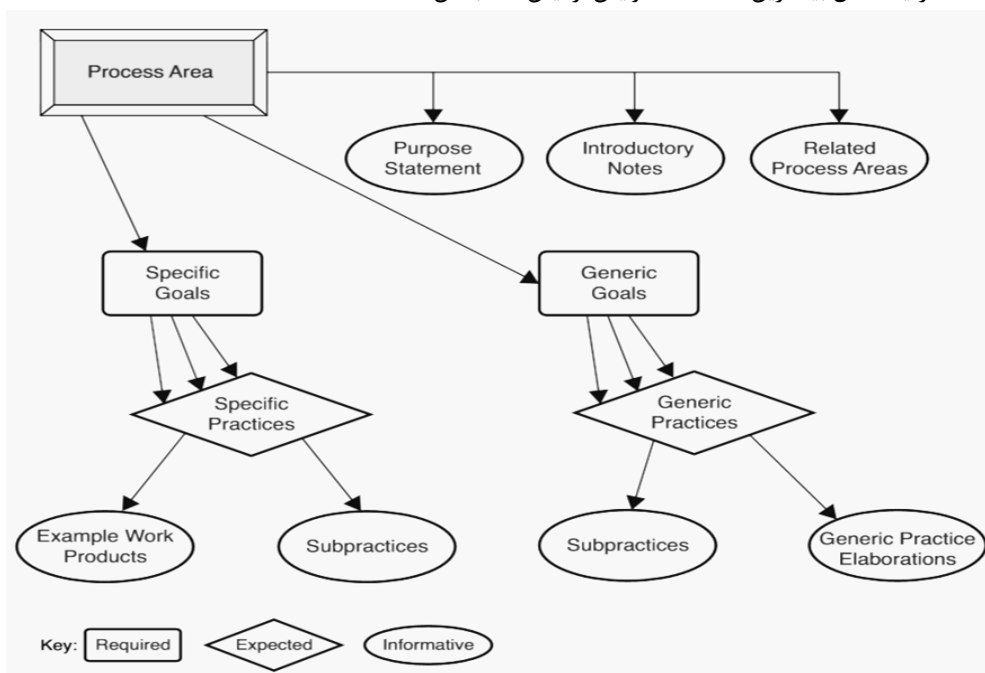 Process Area
Purpose
Statement
Introductory
Notes
Related
Process Areas
Specific
Goals
Generic
Goals
Specific
Practices
Generic
Practices
Example Work
Products
Subpractices
Subpractices
Generic Practice
Elaborations
Key:
Required
Expected
Informative